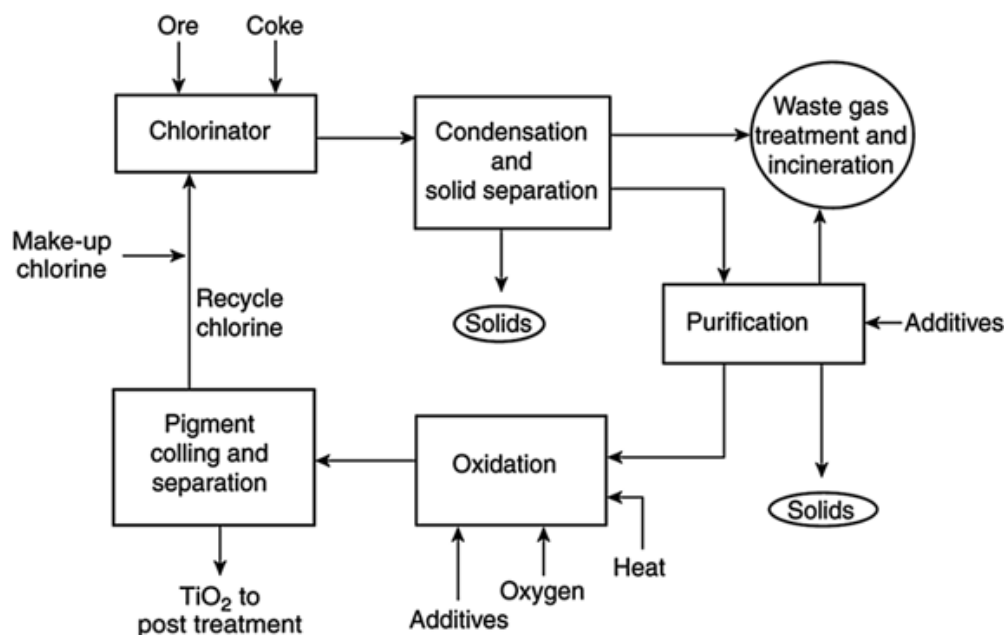 Ore
Coke
Chlorinator
Condensation
and
solid separation
Waste gas
treatment and
incineration
Make-up
chlorine
Recycle
chlorine
Solids
Purification
Additives
Pigment
colling and
separation
Oxidation
Solids
Heat
Oxygen
Additives
TiO₂ to
post treatment